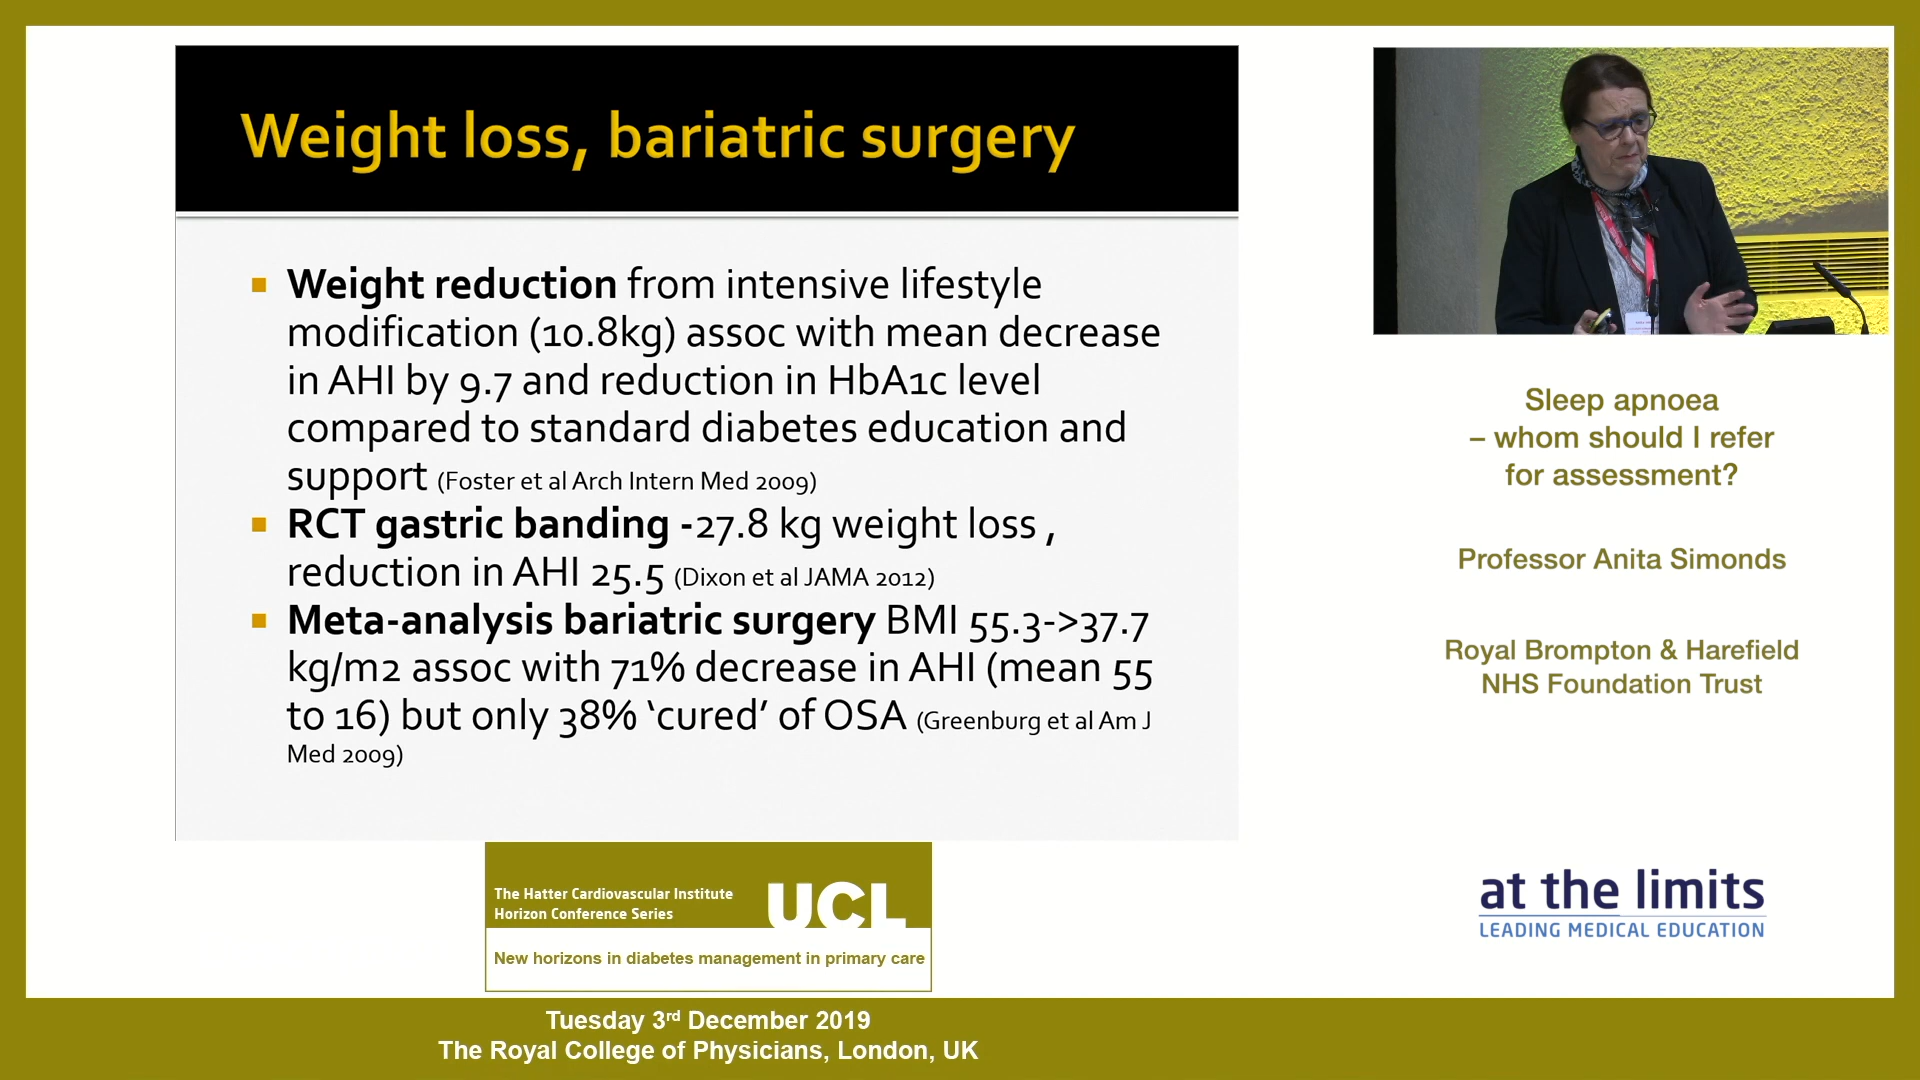 Weight loss, bariatric surgery
Weight reduction from intensive lifestyle
modification (10.8kg) assoc with mean decrease
in AHI by 9.7 and reduction in HbA1c level
compared to standard diabetes education and
support (Foster et al Arch Intern Med 2009)
RCT gastric banding -27.8 kg weight loss ,
reduction in AHI 25.5 (Dixon et al JAMA 2012)
Meta-analysis bariatric surgery BMI 55.3->37.7
kg/m2 assoc with 71% decrease in AHI (mean 55
to 16) but only 38% ‘cured’ of OSA (Greenburg et al Am J
Med 2009)
Sleep apnoea
– whom should I refer
for assessment?
Professor Anita Simonds
Royal Brompton & Harefield
NHS Foundation Trust
The Hatter Cardiovascular Institute
Horizon Conference Series
UCL
New horizons in diabetes management in primary care
at the limits
LEADING MEDICAL EDUCATION
Tuesday 3rd December 2019
The Royal College of Physicians, London, UK